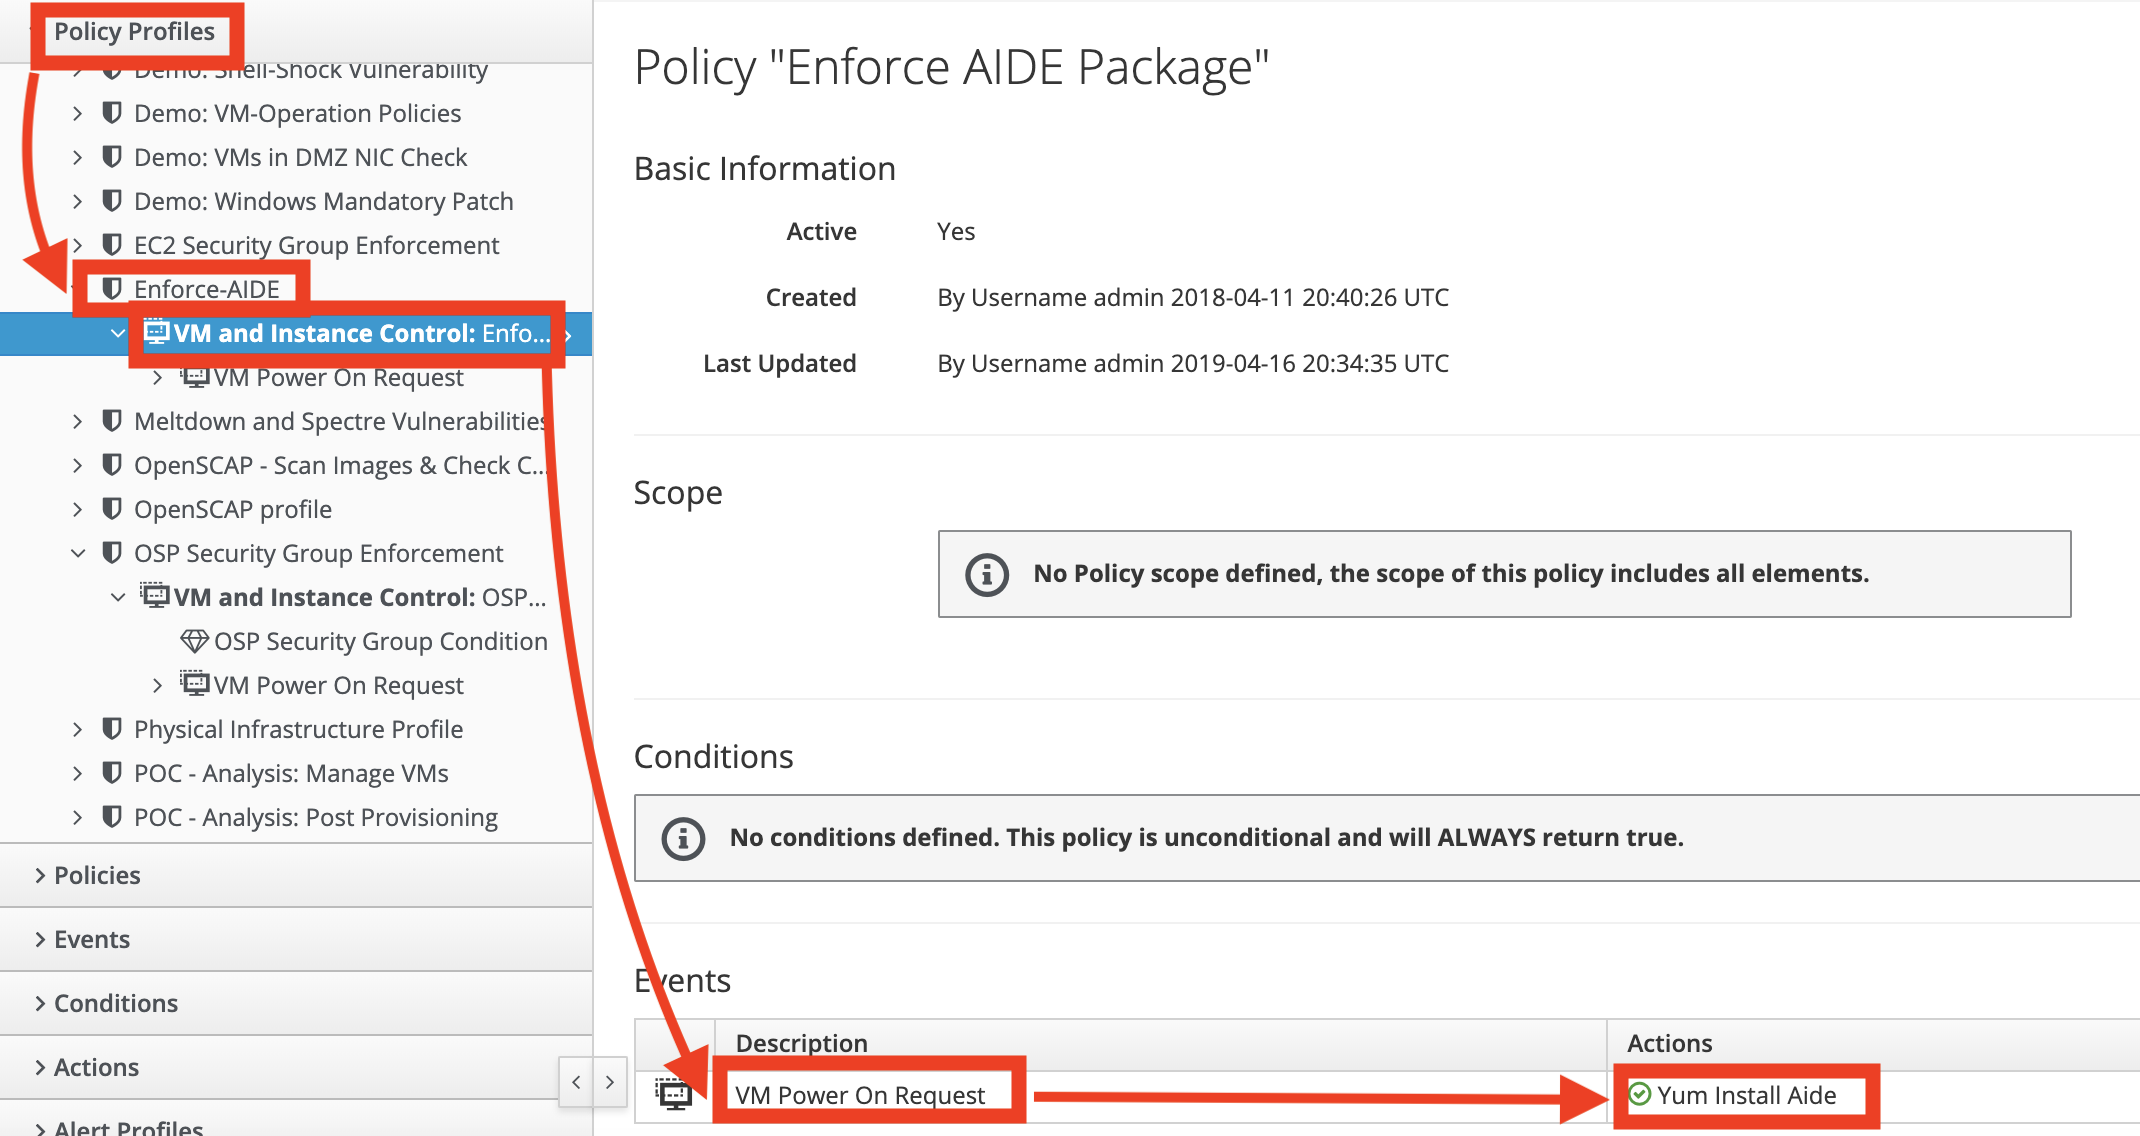 Policy Profiles
Demo: Shell-Shock Vulnerability
Demo: VM-Operation Policies
Demo: VMs in DMZ NIC Check
Demo: Windows Mandatory Patch
EC2 Security Group Enforcement
Enforce-AIDE
VM and Instance Control: Enfo...
VM Power On Request
Meltdown and Spectre Vulnerabilities
OpenSCAP - Scan Images & Check C...
OpenSCAP profile
OSP Security Group Enforcement
VM and Instance Control: OSP...
OSP Security Group Condition
VM Power On Request
Physical Infrastructure Profile
POC - Analysis: Manage VMs
POC - Analysis: Post Provisioning
Policies
Events
Conditions
Actions
Alert Profiles
Policy "Enforce AIDE Package"
Basic Information
Active Yes
Created By Username admin 2018-04-11 20:40:26 UTC
Last Updated By Username admin 2019-04-16 20:34:35 UTC
Scope
No Policy scope defined, the scope of this policy includes all elements.
Conditions
No conditions defined. This policy is unconditional and will ALWAYS return true.
Events
Description Actions
VM Power On Request Yum Install Aide